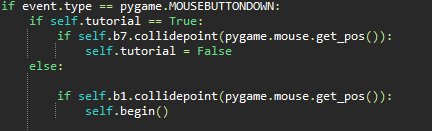 if event.type == pygame.MOUSEBUTTONDOWN:
    if self.tutorial == True:
        if self.b7.collidepoint(pygame.mouse.get_pos()):
            self.tutorial = False
    else:
        if self.b1.collidepoint(pygame.mouse.get_pos()):
            self.begin()